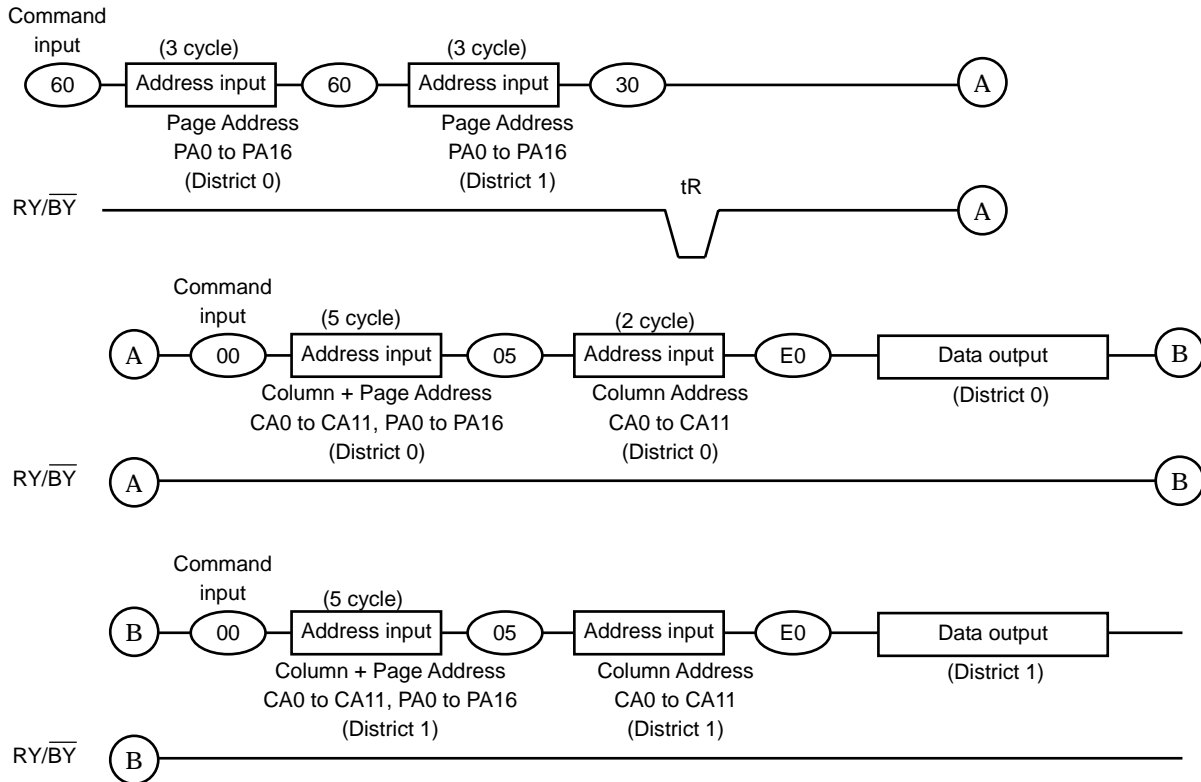 Command
input
(3 cycle) (3 cycle)
60 Address input 60 Address input 30 A
Page Address Page Address
PA0 to PA16 PA0 to PA16
(District 0) (District 1)
tR
RY/BY A
Command
input
(5 cycle) (2 cycle)
A 00 Address input 05 Address input E0 Data output B
Column + Page Address Column Address (District 0)
CA0 to CA11, PA0 to PA16 CA0 to CA11
(District 0) (District 0)
RY/BY A B
Command
input
(5 cycle)
B 00 Address input 05 Address input E0 Data output
Column + Page Address Column Address (District 1)
CA0 to CA11, PA0 to PA16 CA0 to CA11
(District 1) (District 1)
RY/BY B